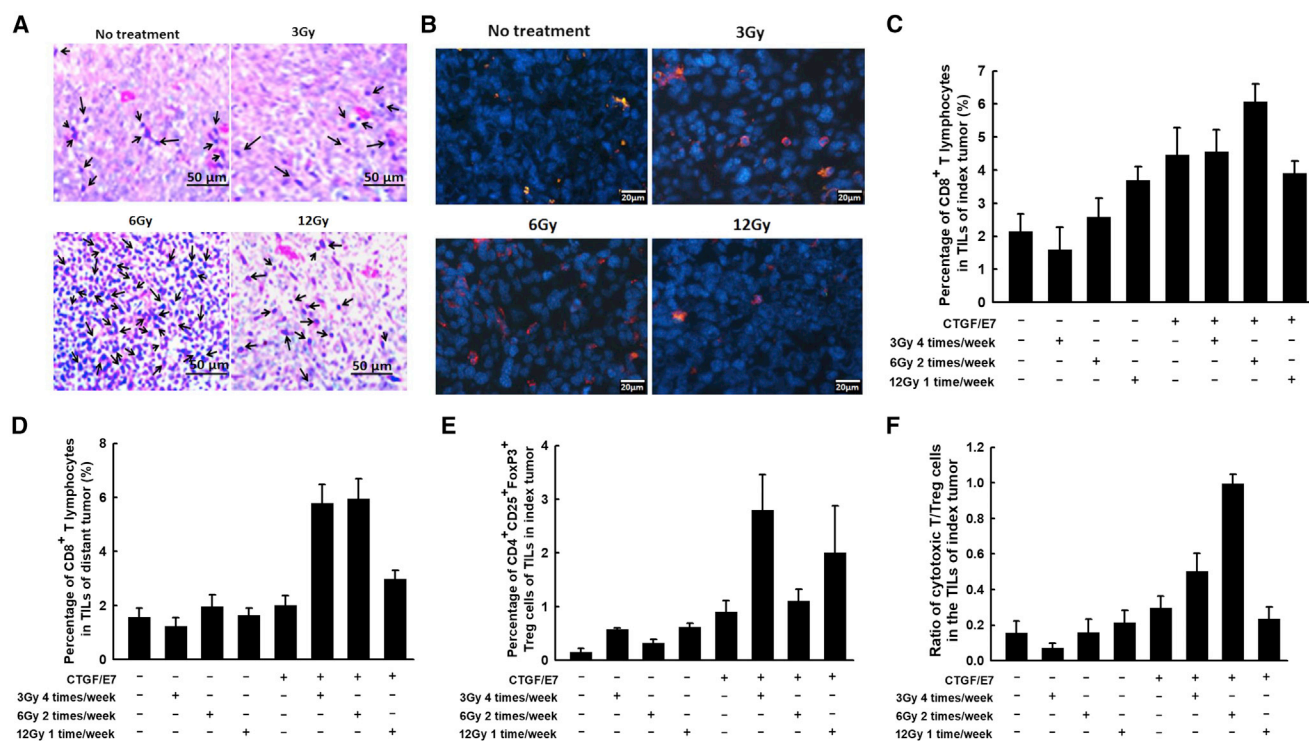 A
No treatment
3Gy
50 μm
50 μm
6Gy
12Gy
50 μm
50 μm
B
No treatment
3Gy
20μm
20μm
6Gy
12Gy
20μm
20μm
C
Percentage of CD8+ T lymphocytes
in TILs of index tumor (%)
7
6
5
4
3
2
1
0
CTGF/E7 − − − − + + + +
3Gy 4 times/week − + − − − + − −
6Gy 2 times/week − − + − − − + −
12Gy 1 time/week − − − + − − − +
D
Percentage of CD8+ T lymphocytes
in TILs of distant tumor (%)
8
6
4
2
0
CTGF/E7 − − − − + + + +
3Gy 4 times/week − + − − − + − −
6Gy 2 times/week − − + − − − + −
12Gy 1 time/week − − − + − − − +
E
Percentage of CD4+ CD25+ FoxP3+
Treg cells of TILs in index tumor
4
3
2
1
0
CTGF/E7 − − − − + + + +
3Gy 4 times/week − + − − − + − −
6Gy 2 times/week − − + − − − + −
12Gy 1 time/week − − − + − − − +
F
Ratio of cytotoxic T/Treg cells
in the TILs of index tumor
1.2
1.0
0.8
0.6
0.4
0.2
0.0
CTGF/E7 − − − − + + + +
3Gy 4 times/week − + − − − + − −
6Gy 2 times/week − − + − − − + −
12Gy 1 time/week − − − + − − − +